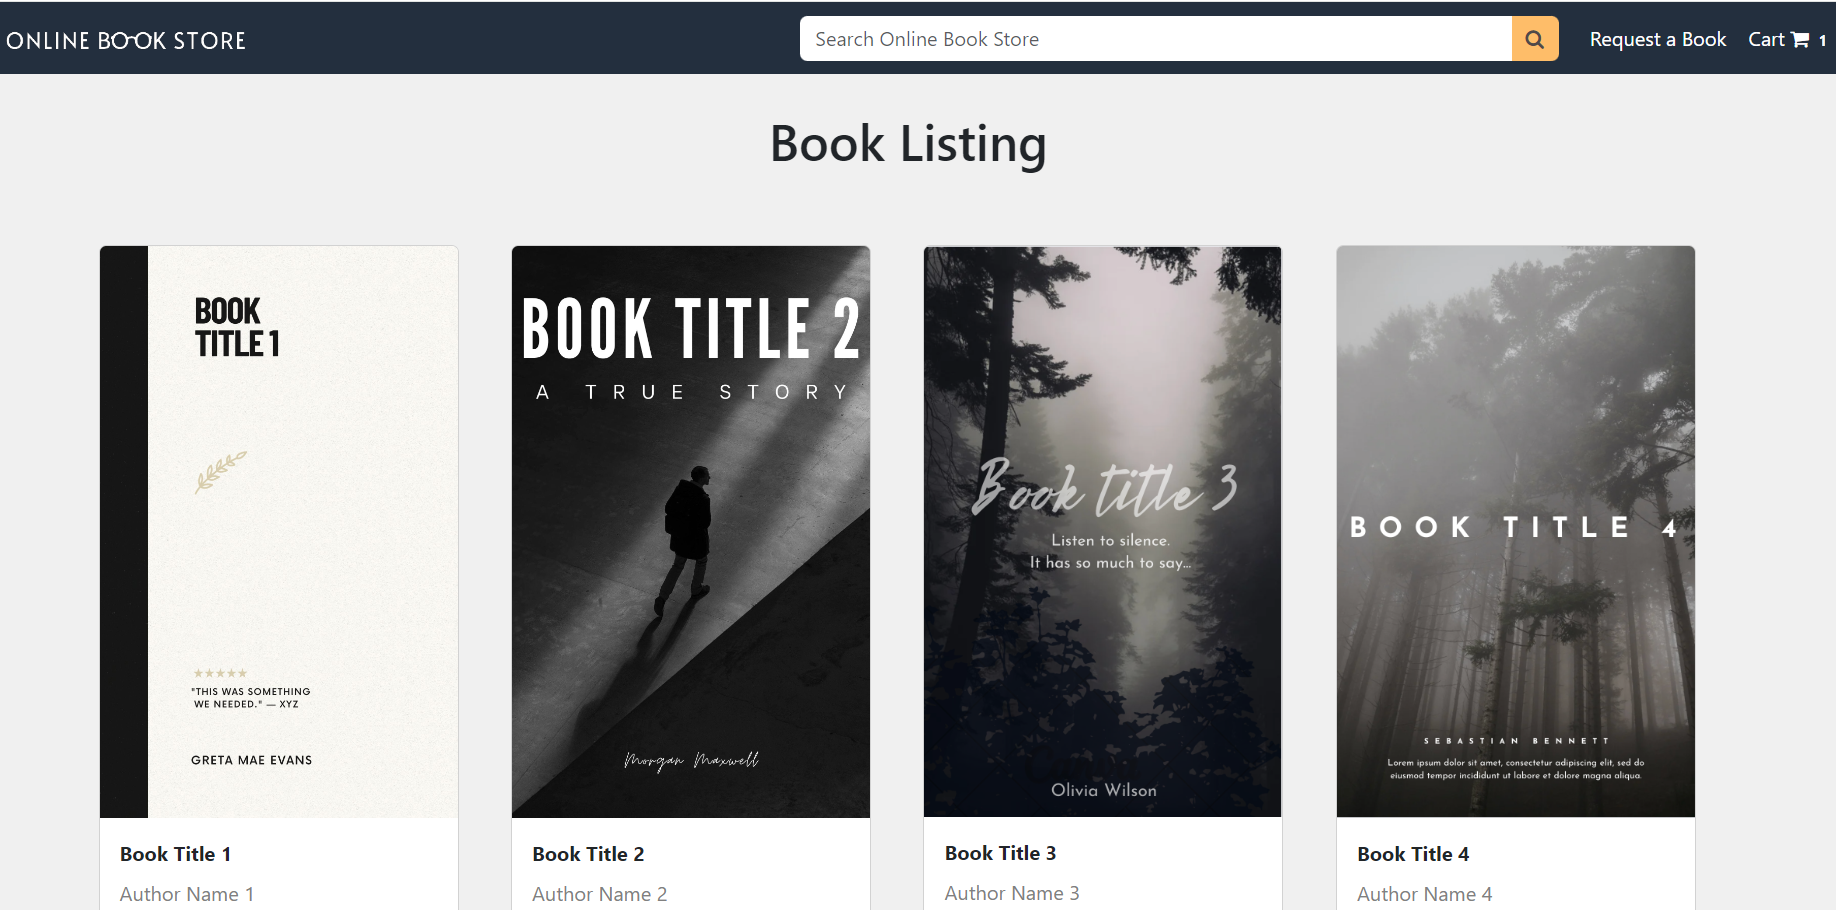 ONLINE BOOK STORE
Search Online Book Store
Request a Book
Cart 1
Book Listing
BOOK
TITLE 1
"THIS WAS SOMETHING
WE NEEDED." — XYZ
GRETA MAE EVANS
Book Title 1
Author Name 1
BOOK TITLE 2
A TRUE STORY
Morgan Maxwell
Book Title 2
Author Name 2
Book title 3
Listen to silence.
It has so much to say...
Olivia Wilson
Book Title 3
Author Name 3
BOOK TITLE 4
SEBASTIAN BENNETT
Lorem ipsum dolor sit amet, consectetur adipiscing elit, sed do
eiusmod tempor incididunt ut labore et dolore magna aliqua.
Book Title 4
Author Name 4